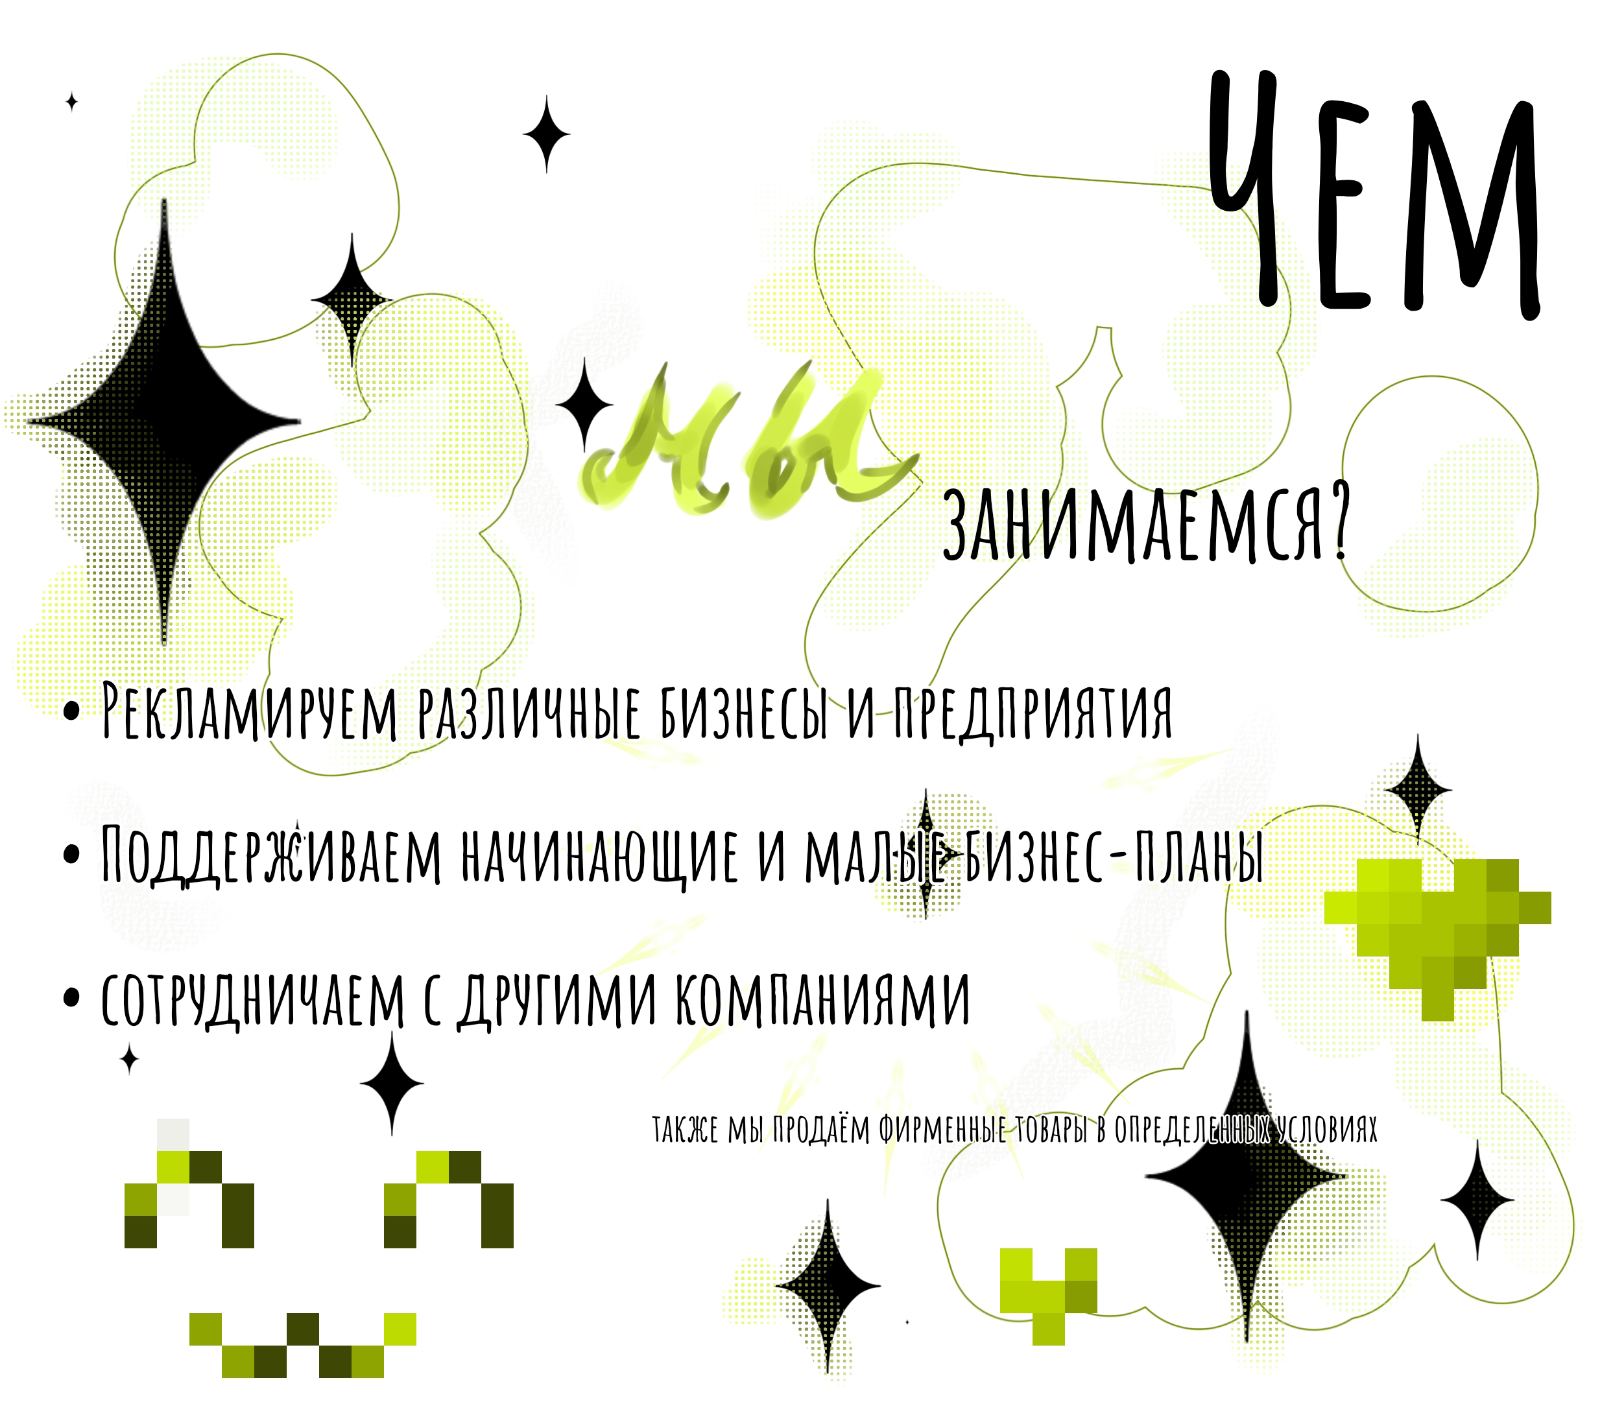 Чем
мы
занимаемся?
• Рекламируем различные бизнесы и предприятия
• Поддерживаем начинающие и малые бизнес-планы
• сотрудничаем с другими компаниями
также мы продаём фирменные товары в определенных условиях